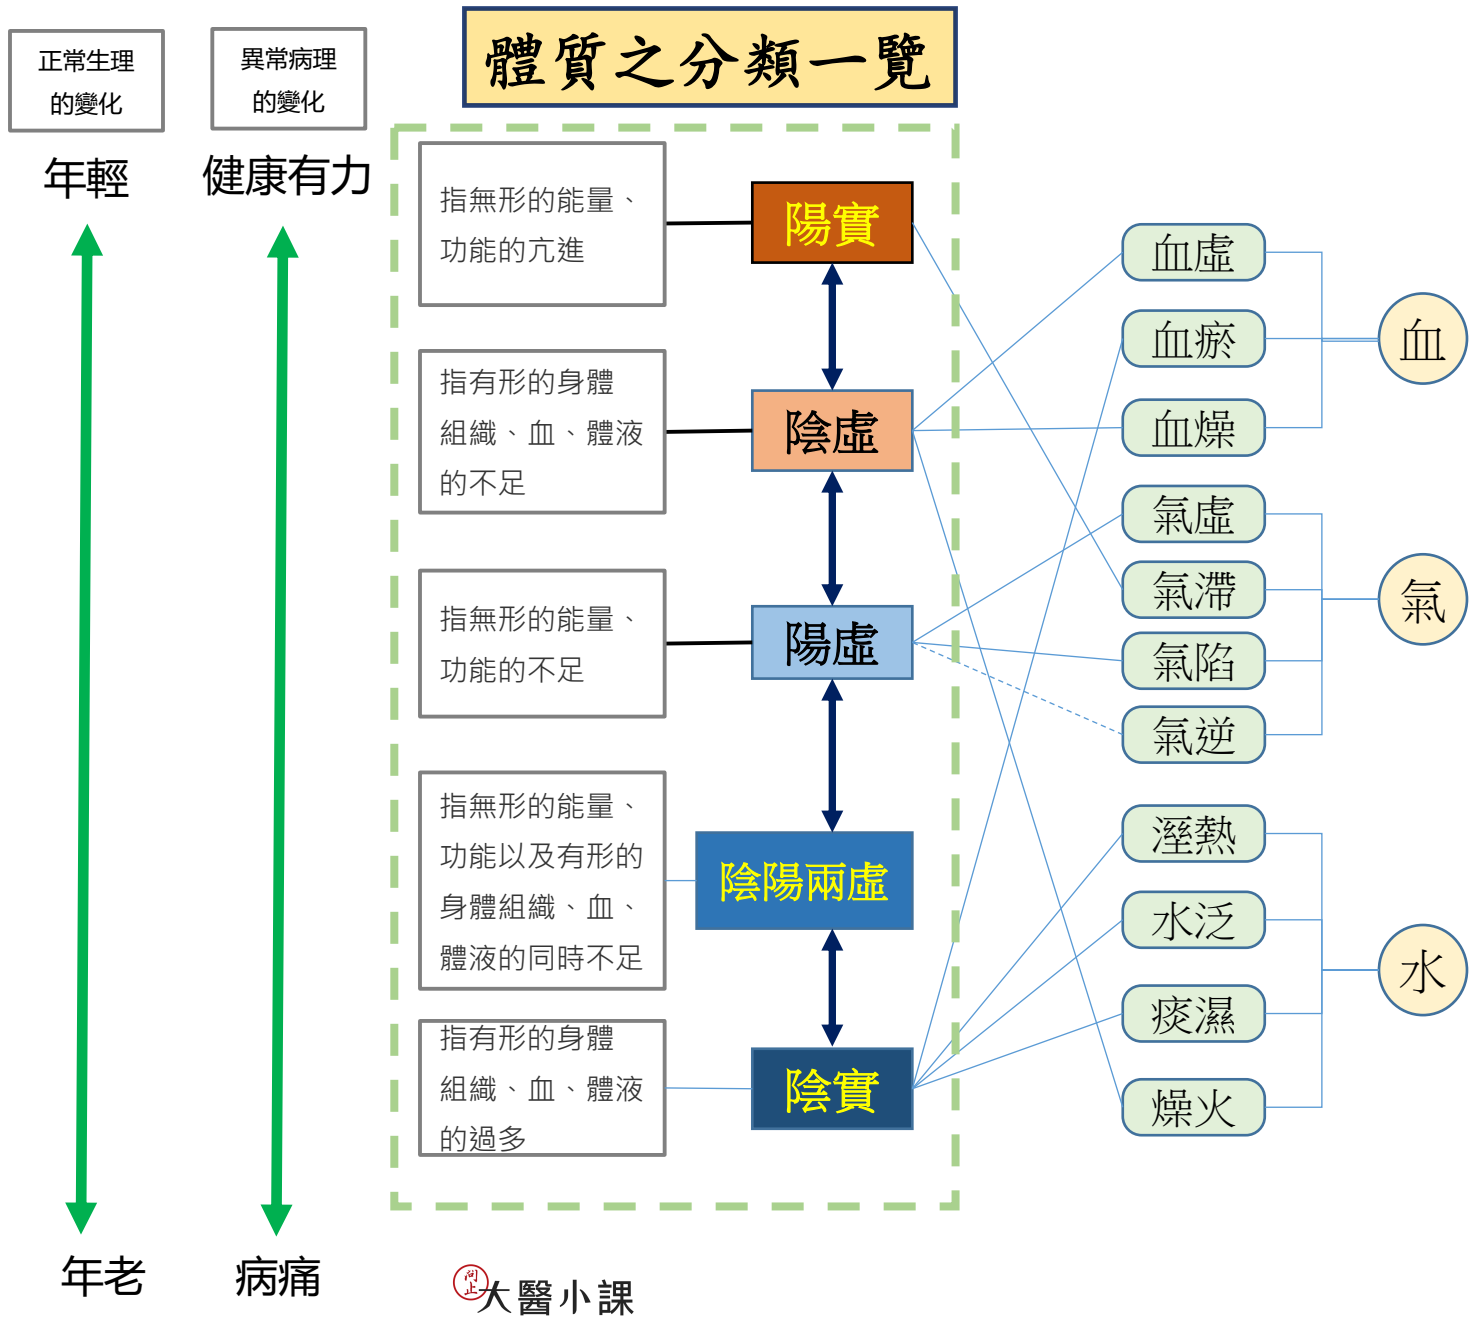 體質之分類一覽
正常生理
的變化
異常病理
的變化
年輕
健康有力
指無形的能量、
功能的亢進
陽實
指有形的身體
組織、血、體液
的不足
陰虛
指無形的能量、
功能的不足
陽虛
指無形的能量、
功能以及有形的
身體組織、血、
體液的同時不足
陰陽兩虛
指有形的身體
組織、血、體液
的過多
陰實
血虛
血瘀
血燥
血
氣虛
氣滯
氣陷
氣逆
氣
溼熱
水泛
痰濕
燥火
水
年老
病痛
問止
大醫小課